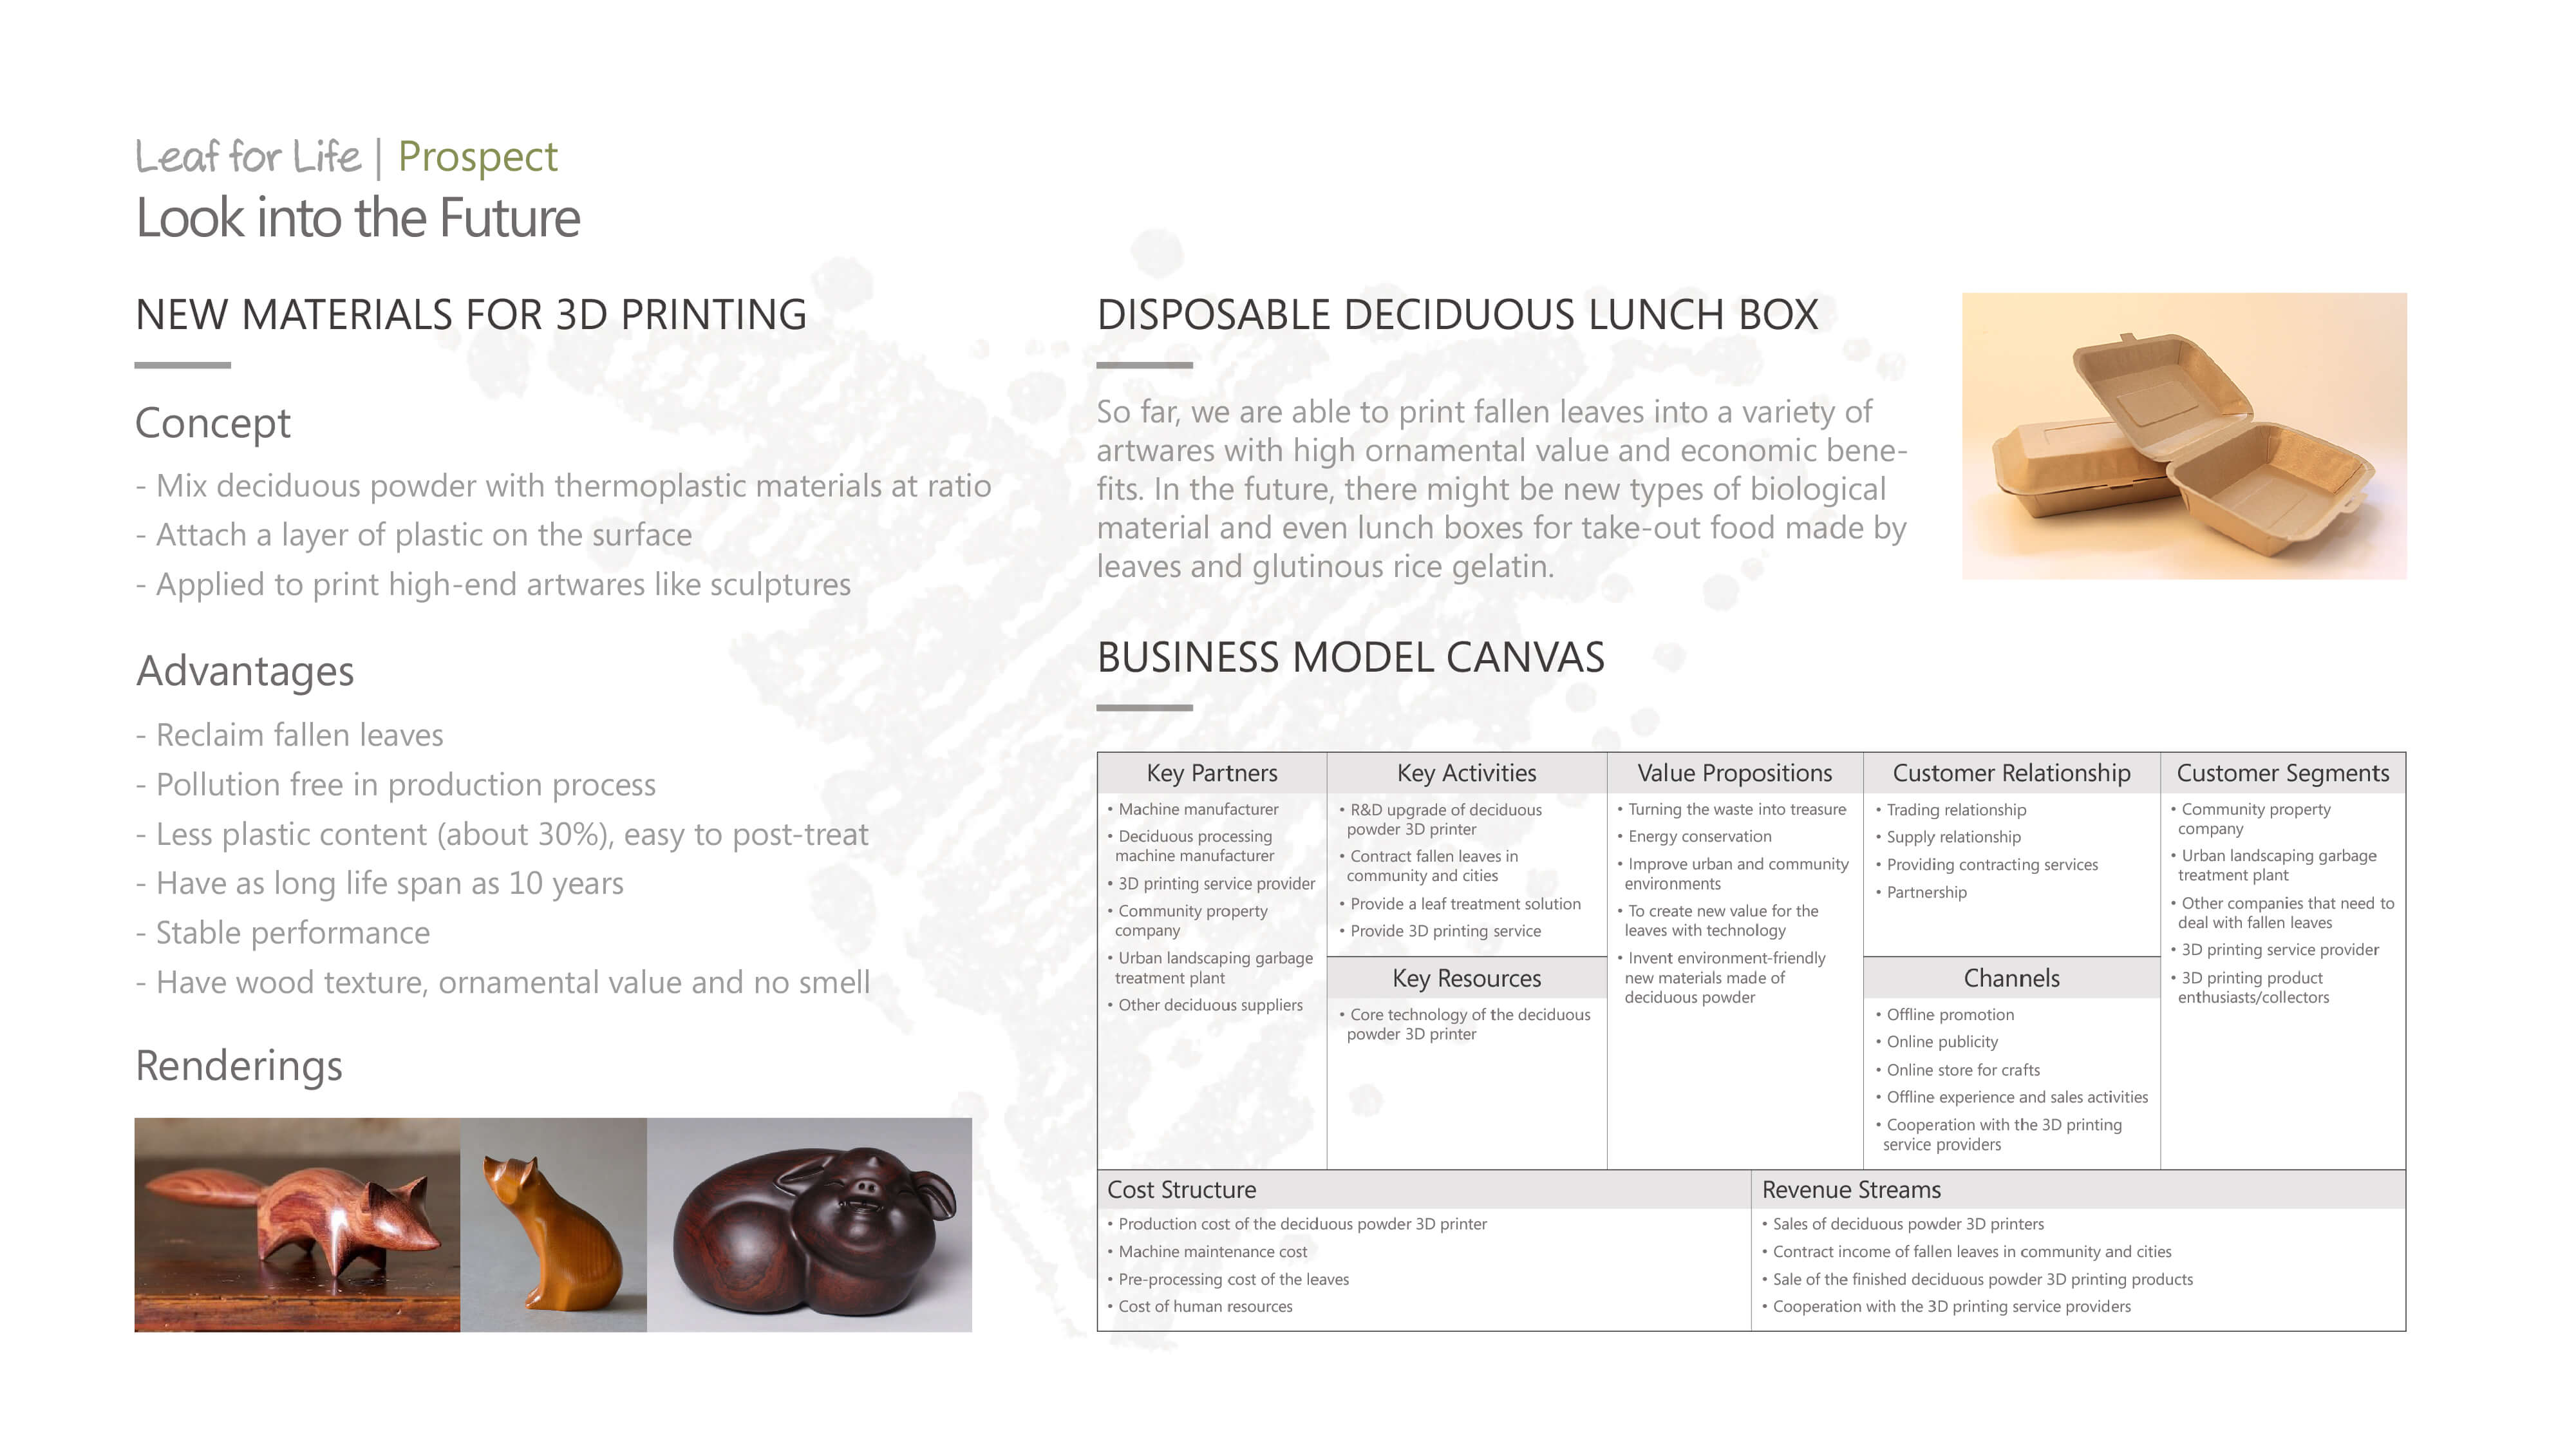 Leaf for Life | Prospect
Look into the Future
NEW MATERIALS FOR 3D PRINTING
Concept
- Mix deciduous powder with thermoplastic materials at ratio
- Attach a layer of plastic on the surface
- Applied to print high-end artwares like sculptures
Advantages
- Reclaim fallen leaves
- Pollution free in production process
- Less plastic content (about 30%), easy to post-treat
- Have as long life span as 10 years
- Stable performance
- Have wood texture, ornamental value and no smell
Renderings
DISPOSABLE DECIDUOUS LUNCH BOX
So far, we are able to print fallen leaves into a variety of
artwares with high ornamental value and economic bene-
fits. In the future, there might be new types of biological
material and even lunch boxes for take-out food made by
leaves and glutinous rice gelatin.
BUSINESS MODEL CANVAS
Key Partners
• Machine manufacturer
• Deciduous processing
machine manufacturer
• 3D printing service provider
• Community property
company
• Urban landscaping garbage
treatment plant
• Other deciduous suppliers
Key Activities
• R&D upgrade of deciduous
powder 3D printer
• Contract fallen leaves in
community and cities
• Provide a leaf treatment solution
• Provide 3D printing service
Key Resources
• Core technology of the deciduous
powder 3D printer
Value Propositions
• Turning the waste into treasure
• Energy conservation
• Improve urban and community
environments
• To create new value for the
leaves with technology
• Invent environment-friendly
new materials made of
deciduous powder
Customer Relationship
• Trading relationship
• Supply relationship
• Providing contracting services
• Partnership
Channels
• Offline promotion
• Online publicity
• Online store for crafts
• Offline experience and sales activities
• Cooperation with the 3D printing
service providers
Customer Segments
• Community property
company
• Urban landscaping garbage
treatment plant
• Other companies that need to
deal with fallen leaves
• 3D printing service provider
• 3D printing product
enthusiasts/collectors
Cost Structure
• Production cost of the deciduous powder 3D printer
• Machine maintenance cost
• Pre-processing cost of the leaves
• Cost of human resources
Revenue Streams
• Sales of deciduous powder 3D printers
• Contract income of fallen leaves in community and cities
• Sale of the finished deciduous powder 3D printing products
• Cooperation with the 3D printing service providers